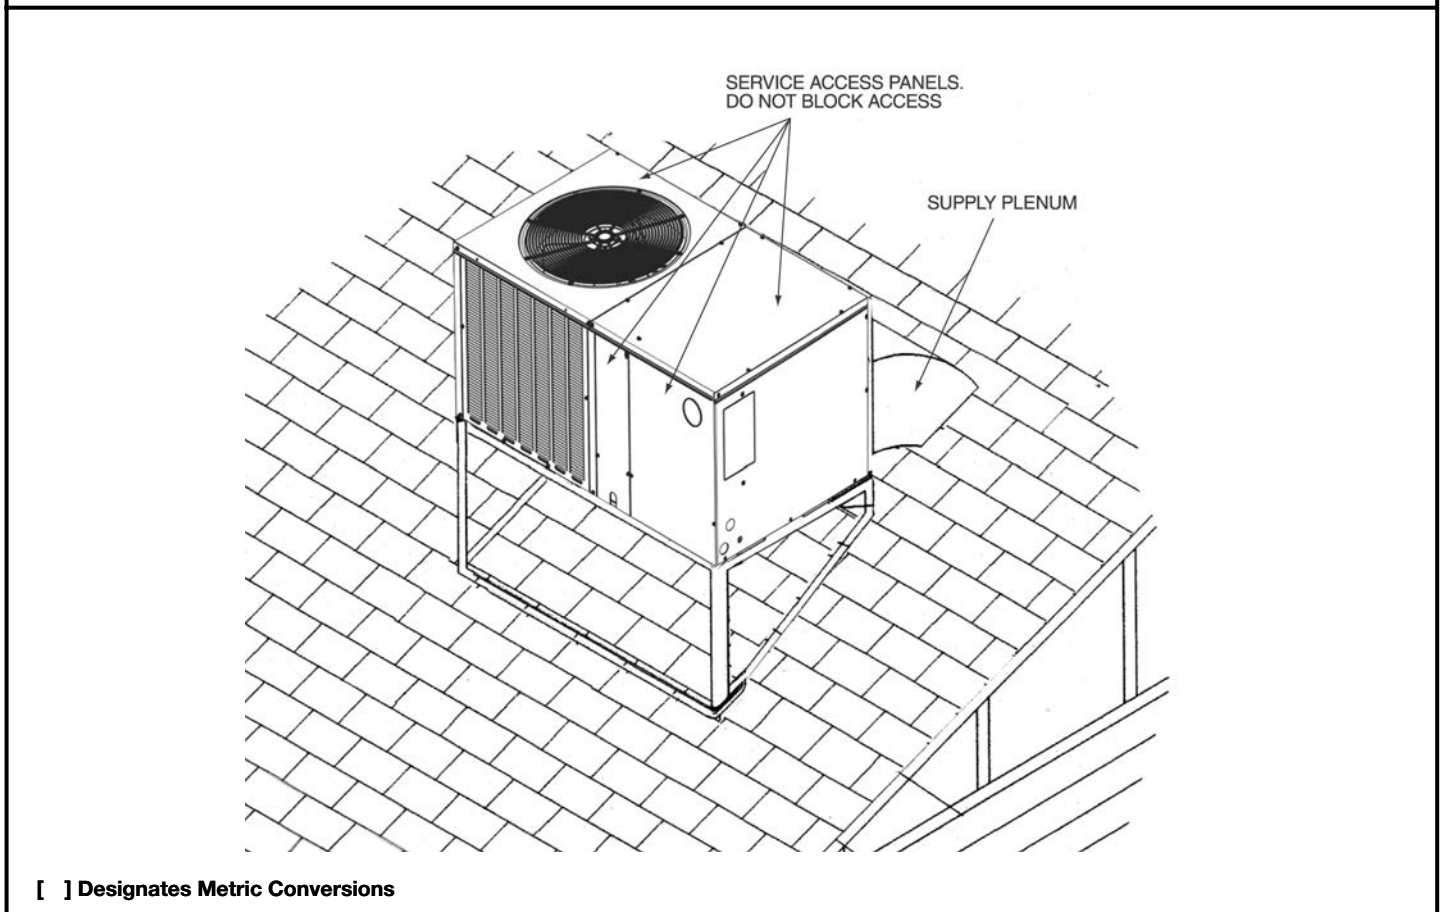 SERVICE ACCESS PANELS.
DO NOT BLOCK ACCESS
SUPPLY PLENUM
[   ] Designates Metric Conversions